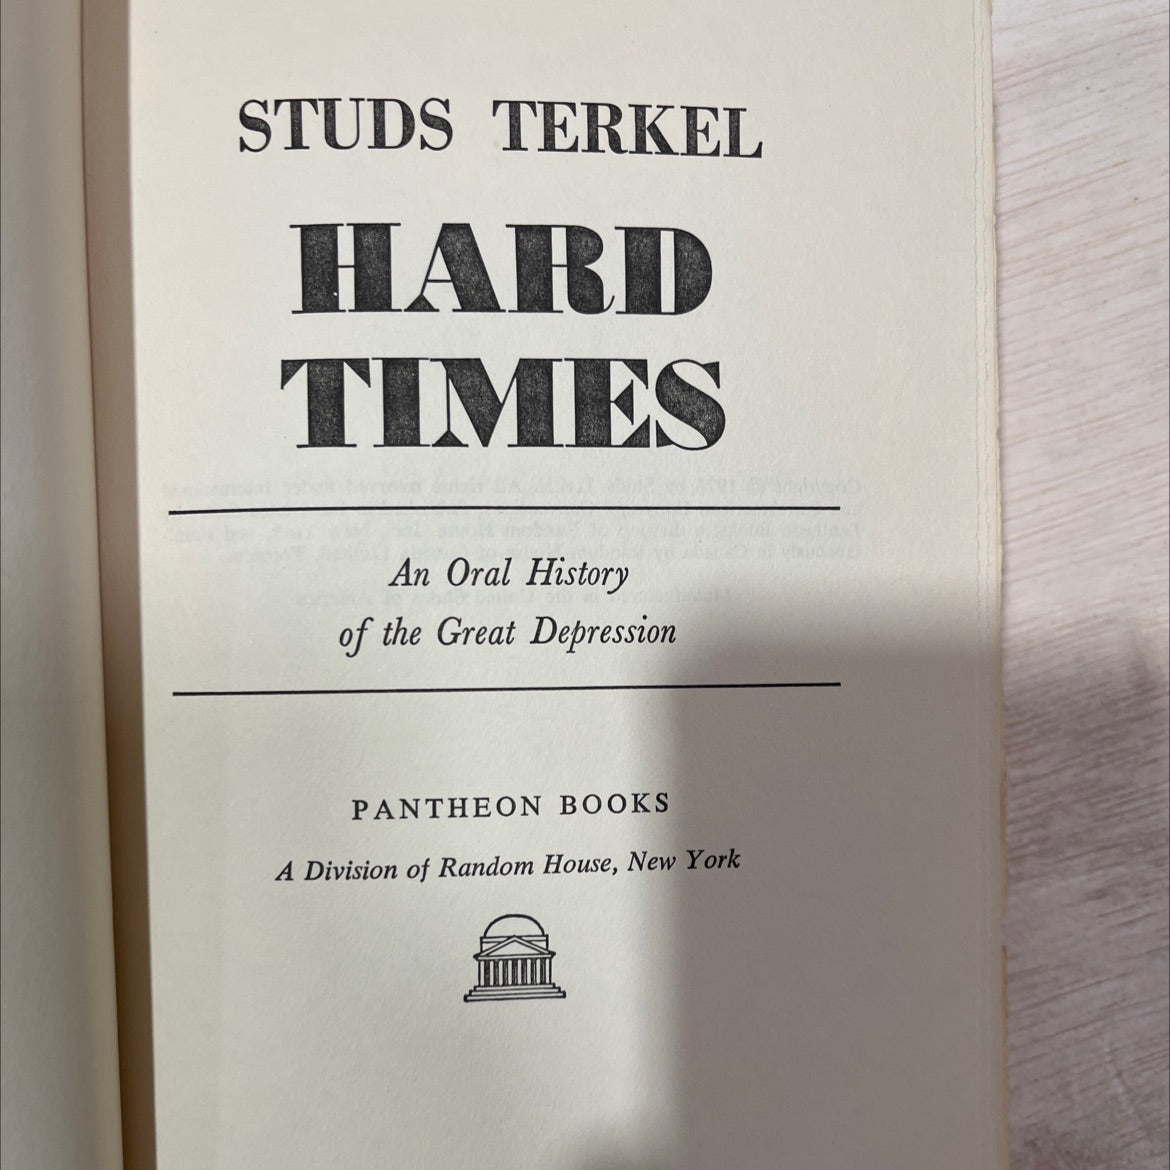 STUDS TERKEL
HARD
TIMES
An Oral History
of the Great Depression
PANTHEON BOOKS
A Division of Random House, New York